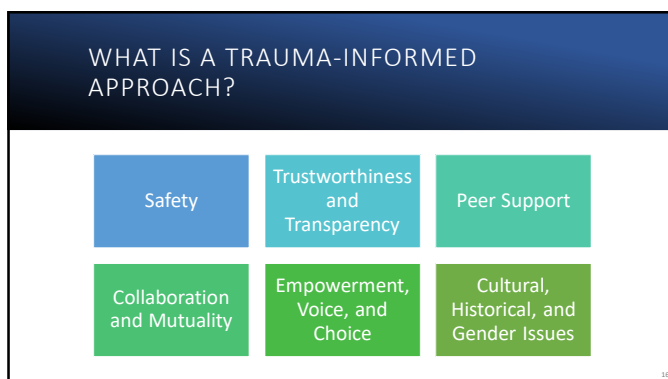 WHAT IS A TRAUMA-INFORMED
APPROACH?
Safety
Trustworthiness
and
Transparency
Peer Support
Collaboration
and Mutuality
Empowerment,
Voice, and
Choice
Cultural,
Historical, and
Gender Issues
16